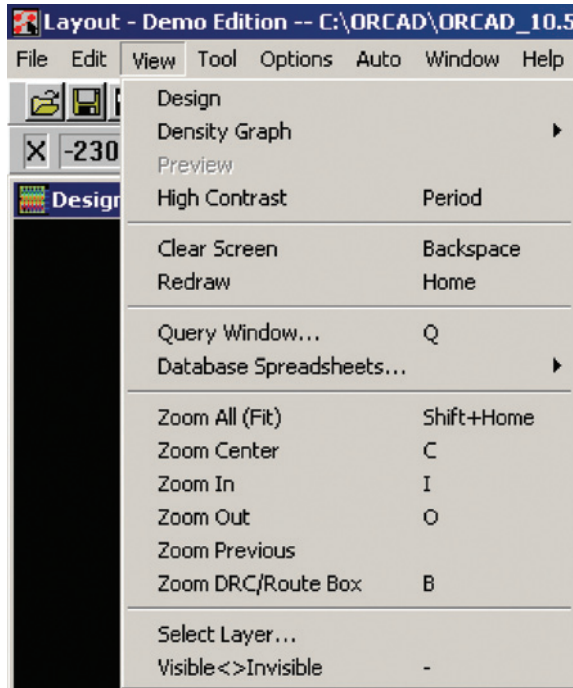 Layout - Demo Edition -- C:\ORCAD\ORCAD_10.5
File Edit View Tool Options Auto Window Help
X -230
Design
Design
Density Graph
Preview
High Contrast Period
Clear Screen Backspace
Redraw Home
Query Window... Q
Database Spreadsheets...
Zoom All (Fit) Shift+Home
Zoom Center C
Zoom In I
Zoom Out O
Zoom Previous
Zoom DRC/Route Box B
Select Layer...
Visible<>Invisible -